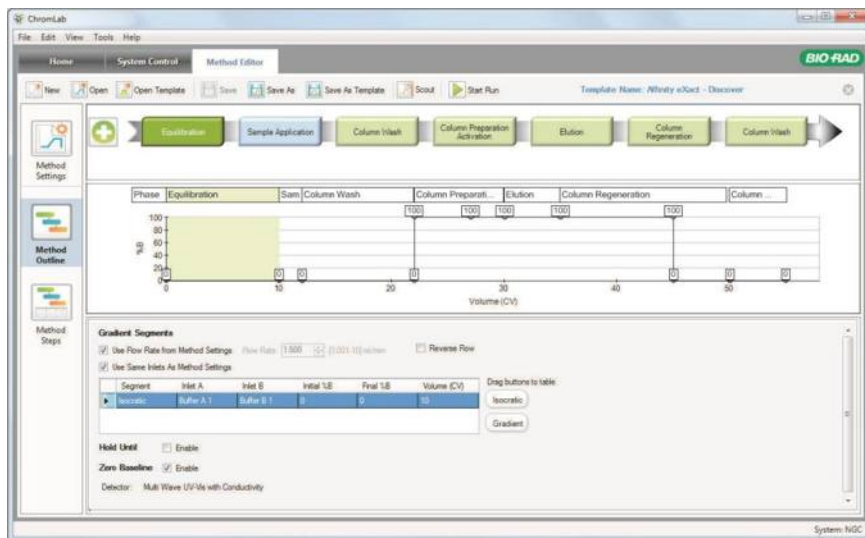 ChromLab
File Edit View Tools Help
Home System Control Method Editor
BIO-RAD
New Open Open Template Save Save As Save As Template Scout Start Run Template Name: Affinity eXact - Discover
Method Settings
Method Outline
Method Steps
Equilibration Sample Application Column Wash Column Preparation Activation Elution Column Regeneration Column Wash
Phase Equilibration Sam Column Wash Column Preparati... Elution Column Regeneration Column ...
100 100 100 100 100
100
80
60
40
20
%B
0 0 0 0 0 0 0
0 10 20 30 40 50
Volume (CV)
Gradient Segments
Use Flow Rate from Method Settings Flow Rate: 1.000 (0.001-10) ml/min Reverse Flow
Use Same Inlets As Method Settings
Segment Inlet A Inlet B Initial %B Final %B Volume (CV) Drag buttons to table:
Isocratic Buffer A 1 Buffer B 1 0 0 10 Isocratic
Gradient
Hold Until Enable
Zero Baseline Enable
Detector: Multi Wave UV-Vis with Conductivity
System: NGC